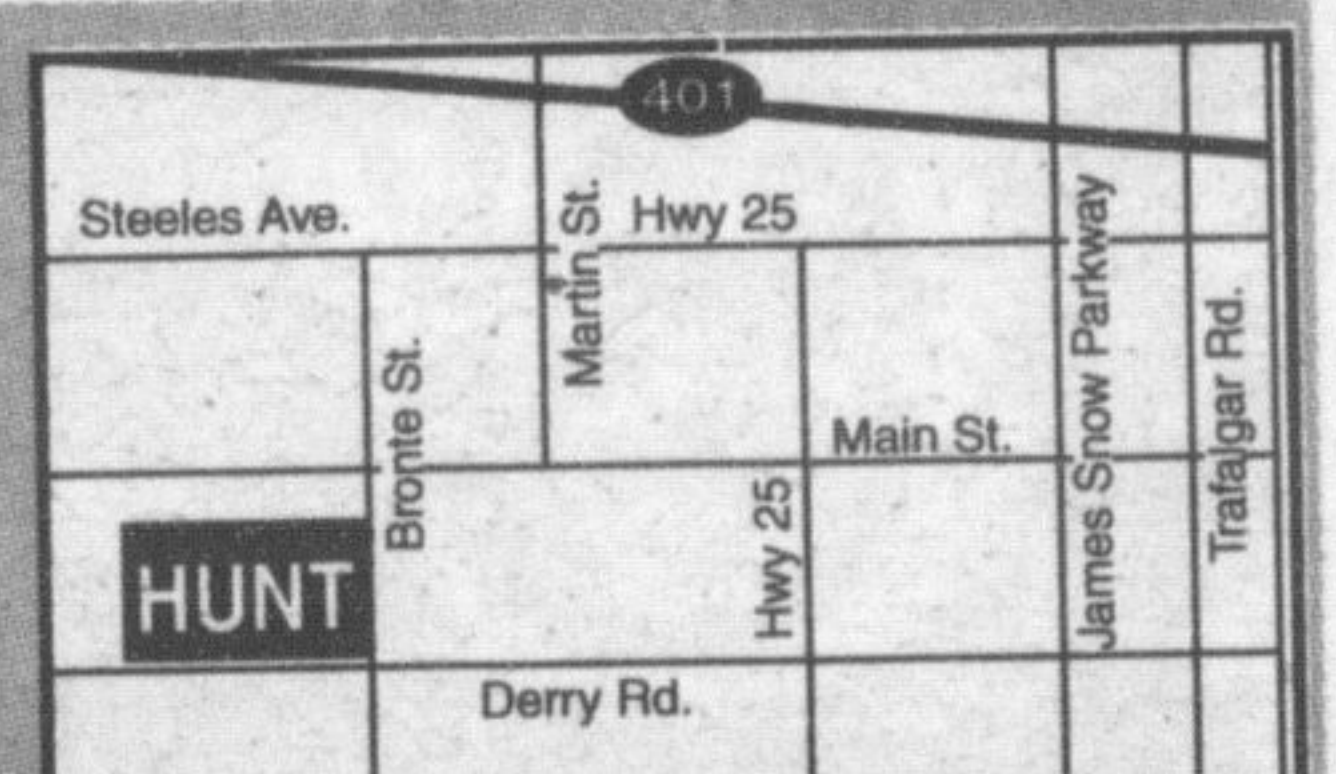 401
Steeles Ave.
Martin St.
Hwy 25
Bronte St.
James Snow Parkway
Trafalgar Rd.
Main St.
Hwy 25
HUNT
Derry Rd.